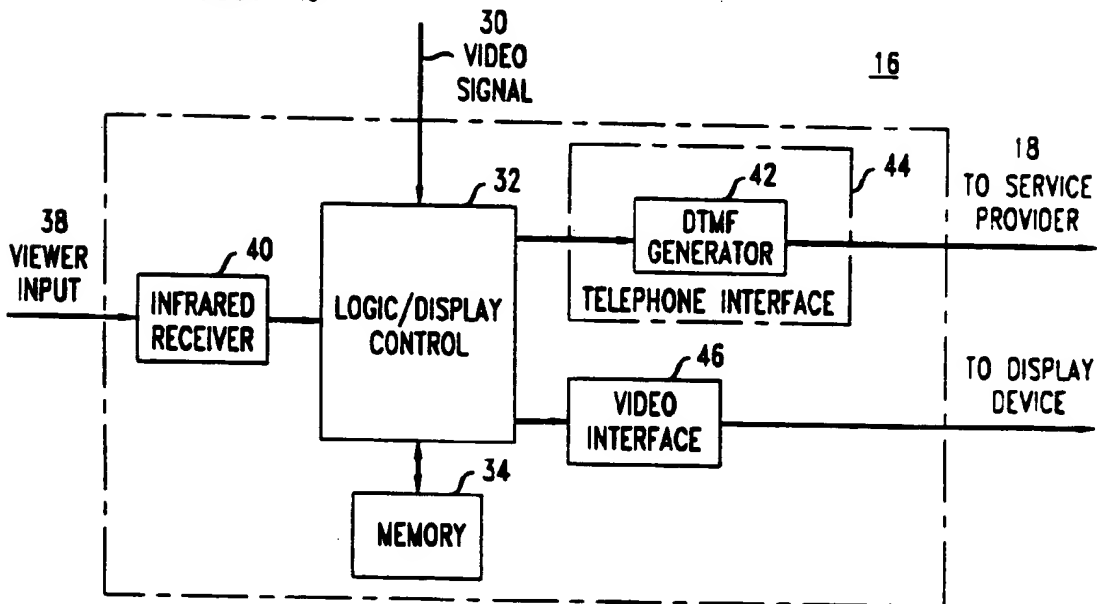 30
VIDEO
SIGNAL
16
32
42
44
18
TO SERVICE
PROVIDER
DTMF
GENERATOR
TELEPHONE INTERFACE
38
VIEWER
INPUT
40
INFRARED
RECEIVER
LOGIC/DISPLAY
CONTROL
46
VIDEO
INTERFACE
TO DISPLAY
DEVICE
34
MEMORY